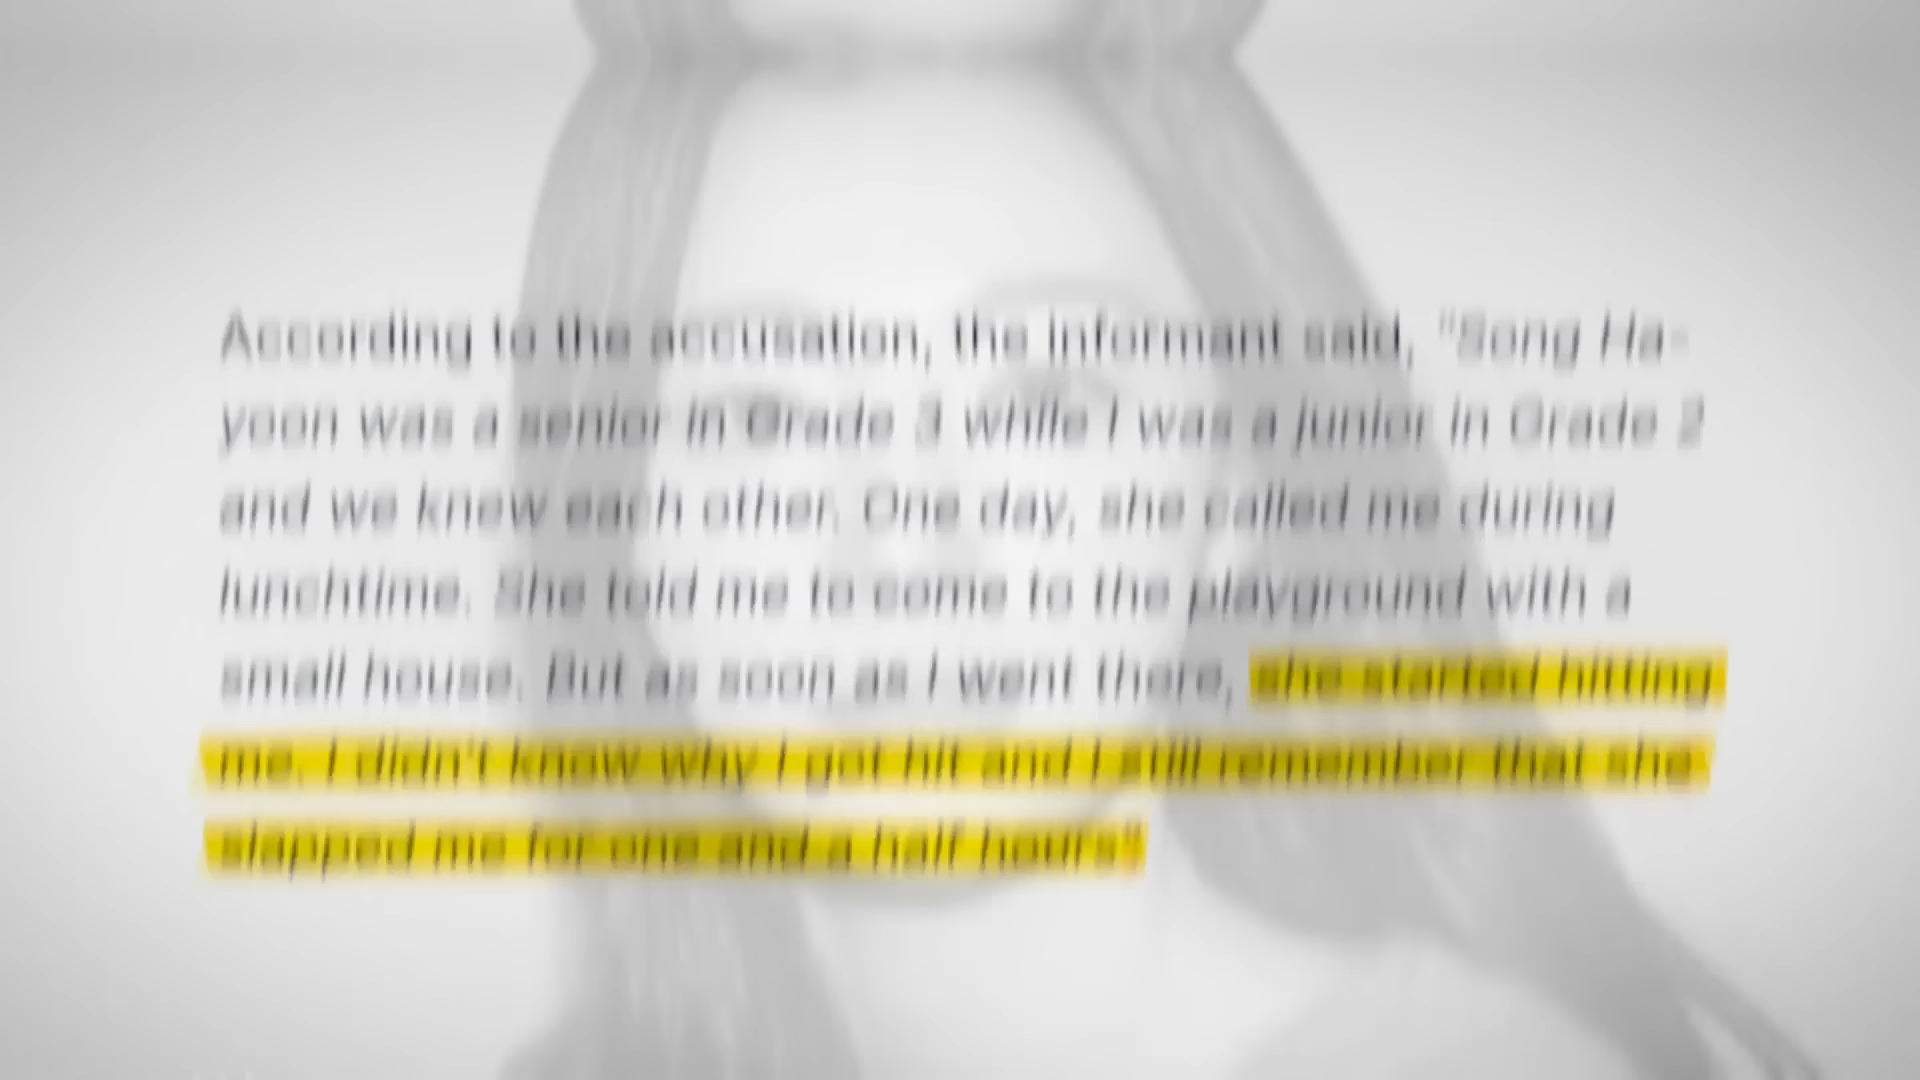 According to the accusation, the informant said, "Song Ha-
yoon was a senior in Grade 3 while I was a junior in Grade 2
and we knew each other. One day, she called me during
lunchtime. She told me to come to the playground with a
small house. But as soon as I went there, she started hitting
me. I didn't know why I got hit and I still remember that she
slapped me for one and a half hours"